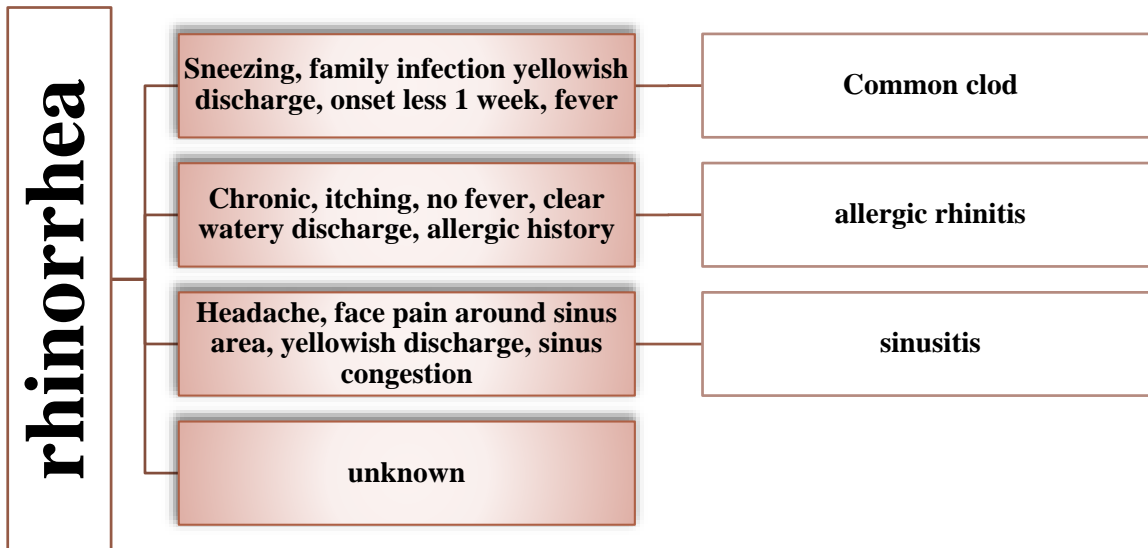 rhinorrhea
Sneezing, family infection yellowish
discharge, onset less 1 week, fever
Common clod
Chronic, itching, no fever, clear
watery discharge, allergic history
allergic rhinitis
Headache, face pain around sinus
area, yellowish discharge, sinus
congestion
sinusitis
unknown